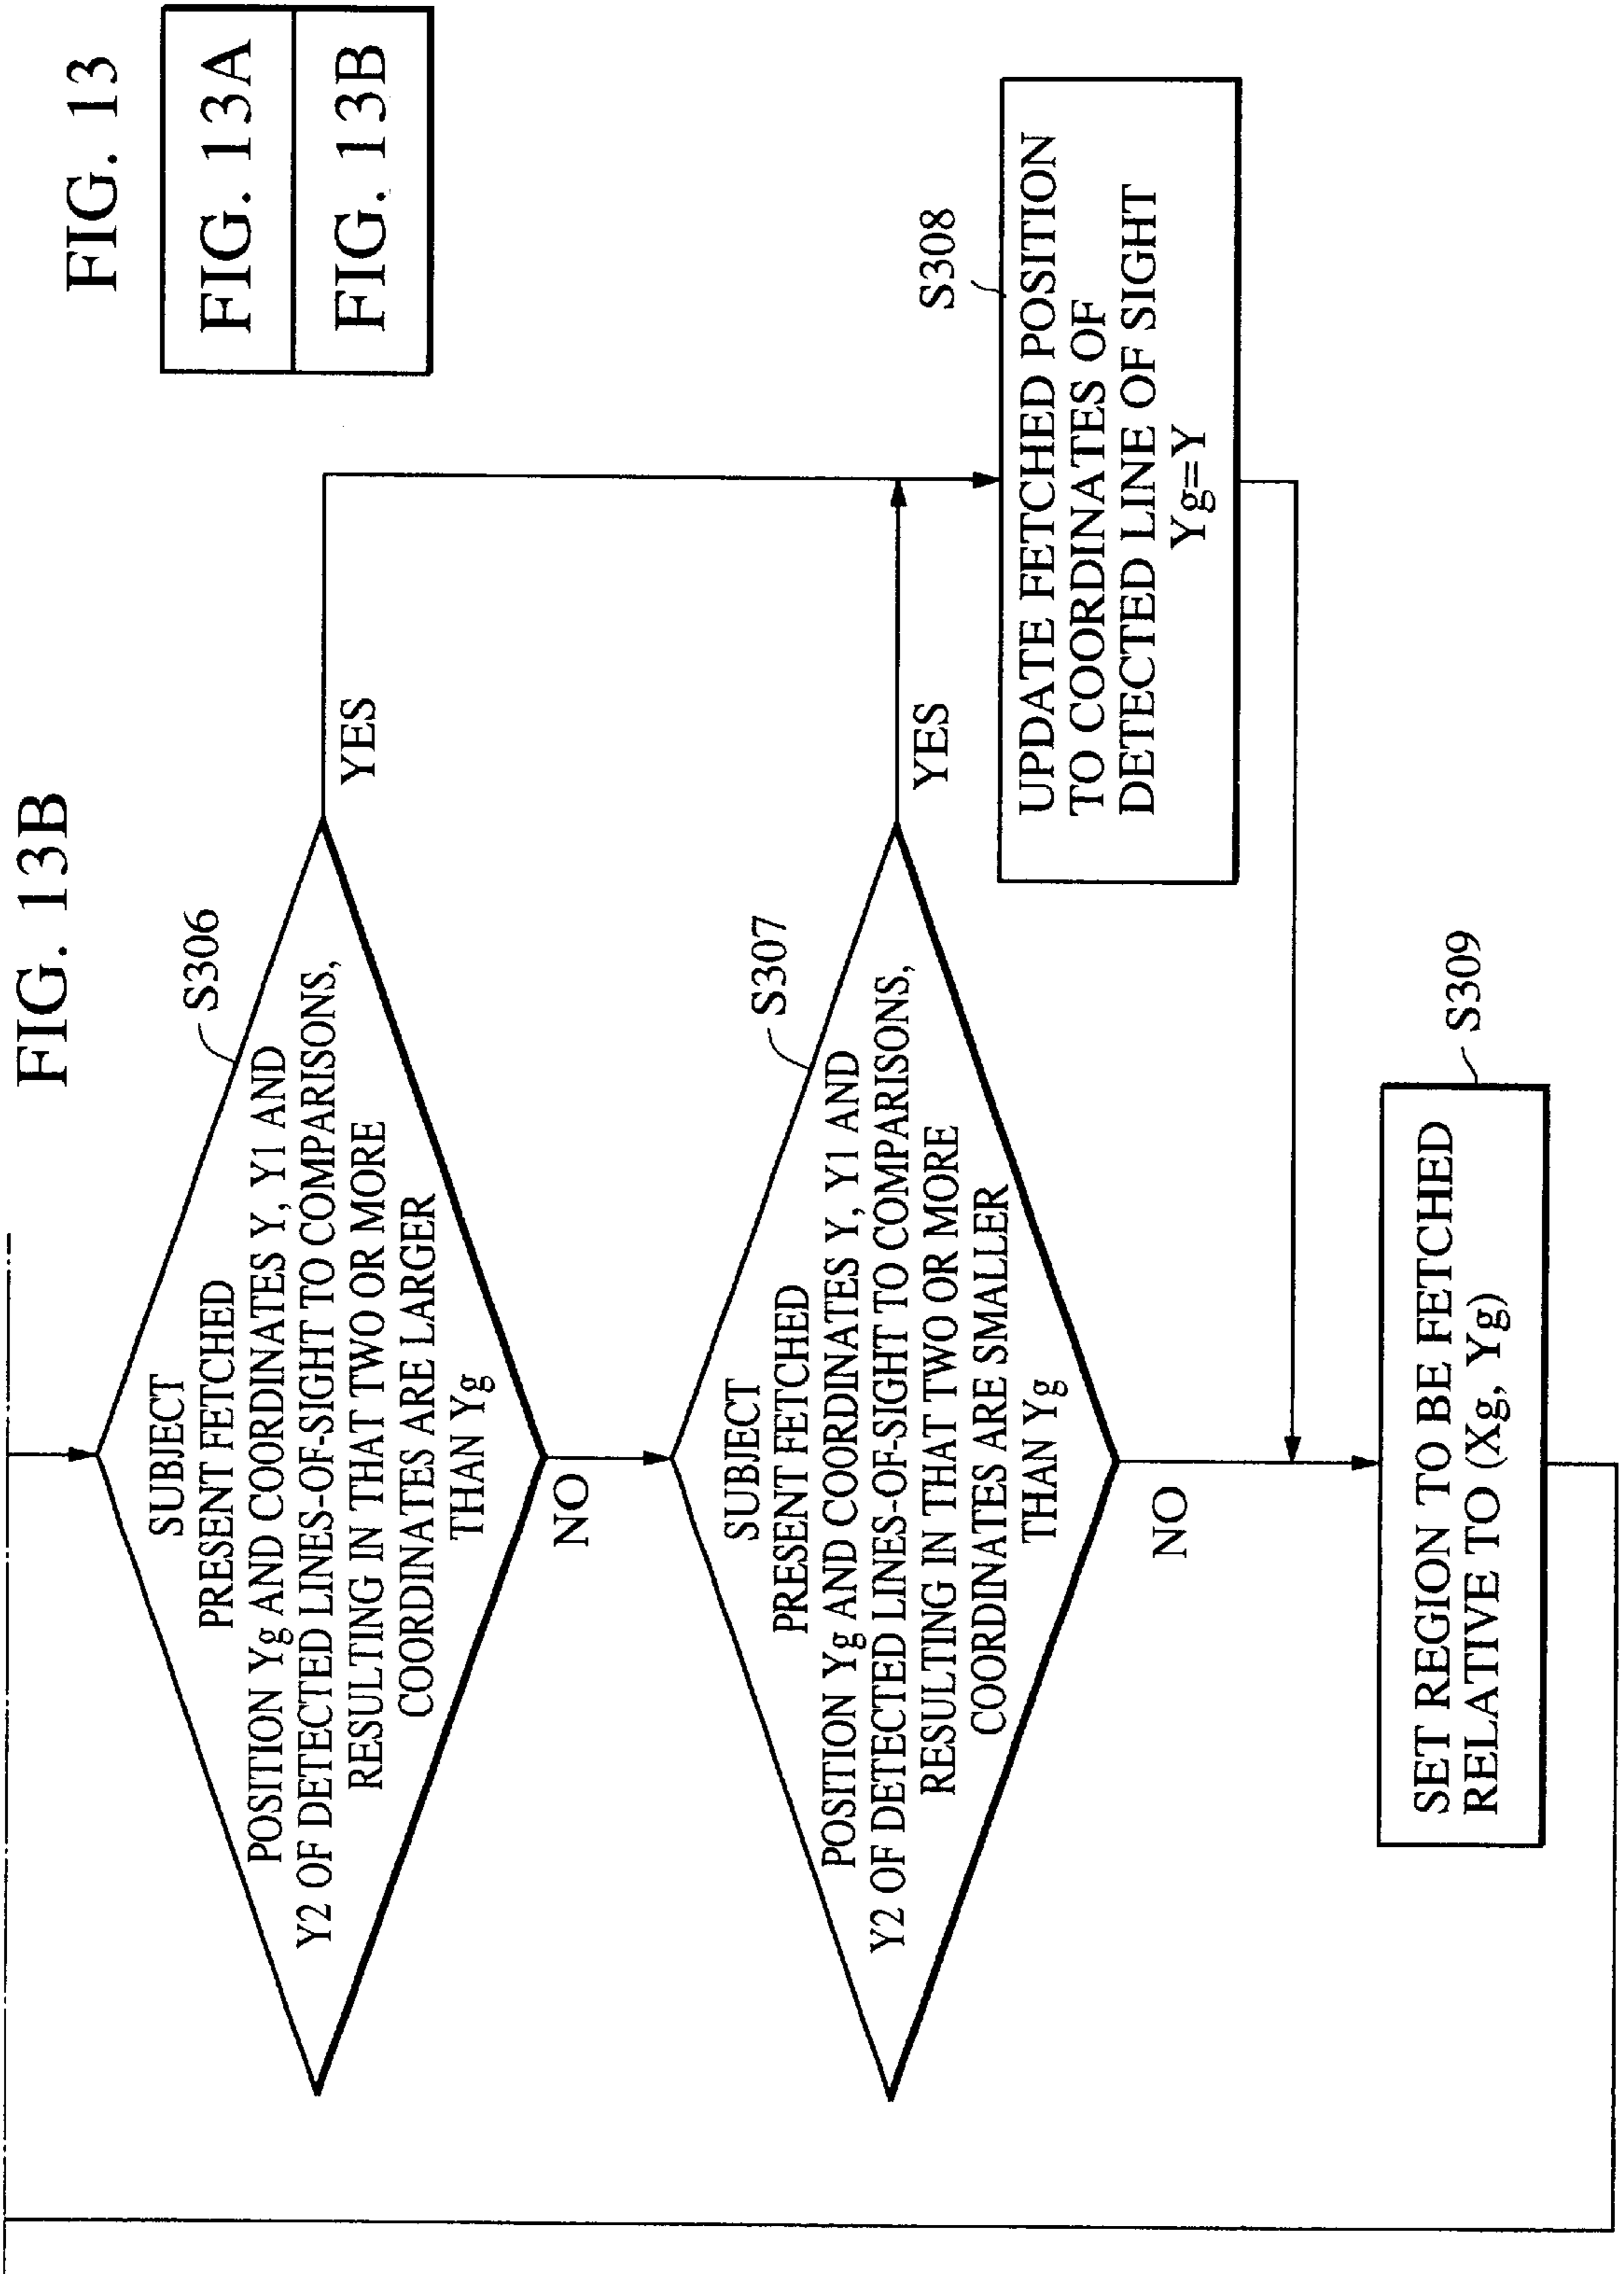 FIG. 13B
FIG. 13
FIG. 13A
FIG. 13B
S306
SUBJECT
PRESENT FETCHED
POSITION Yg AND COORDINATES Y, Y1 AND
Y2 OF DETECTED LINES-OF-SIGHT TO COMPARISONS,
RESULTING IN THAT TWO OR MORE
COORDINATES ARE LARGER
THAN Yg
YES
NO
S307
SUBJECT
PRESENT FETCHED
POSITION Yg AND COORDINATES Y, Y1 AND
Y2 OF DETECTED LINES-OF-SIGHT TO COMPARISONS,
RESULTING IN THAT TWO OR MORE
COORDINATES ARE SMALLER
THAN Yg
YES
NO
S308
UPDATE FETCHED POSITION
TO COORDINATES OF
DETECTED LINE OF SIGHT
Yg=Y
S309
SET REGION TO BE FETCHED
RELATIVE TO (Xg, Yg)